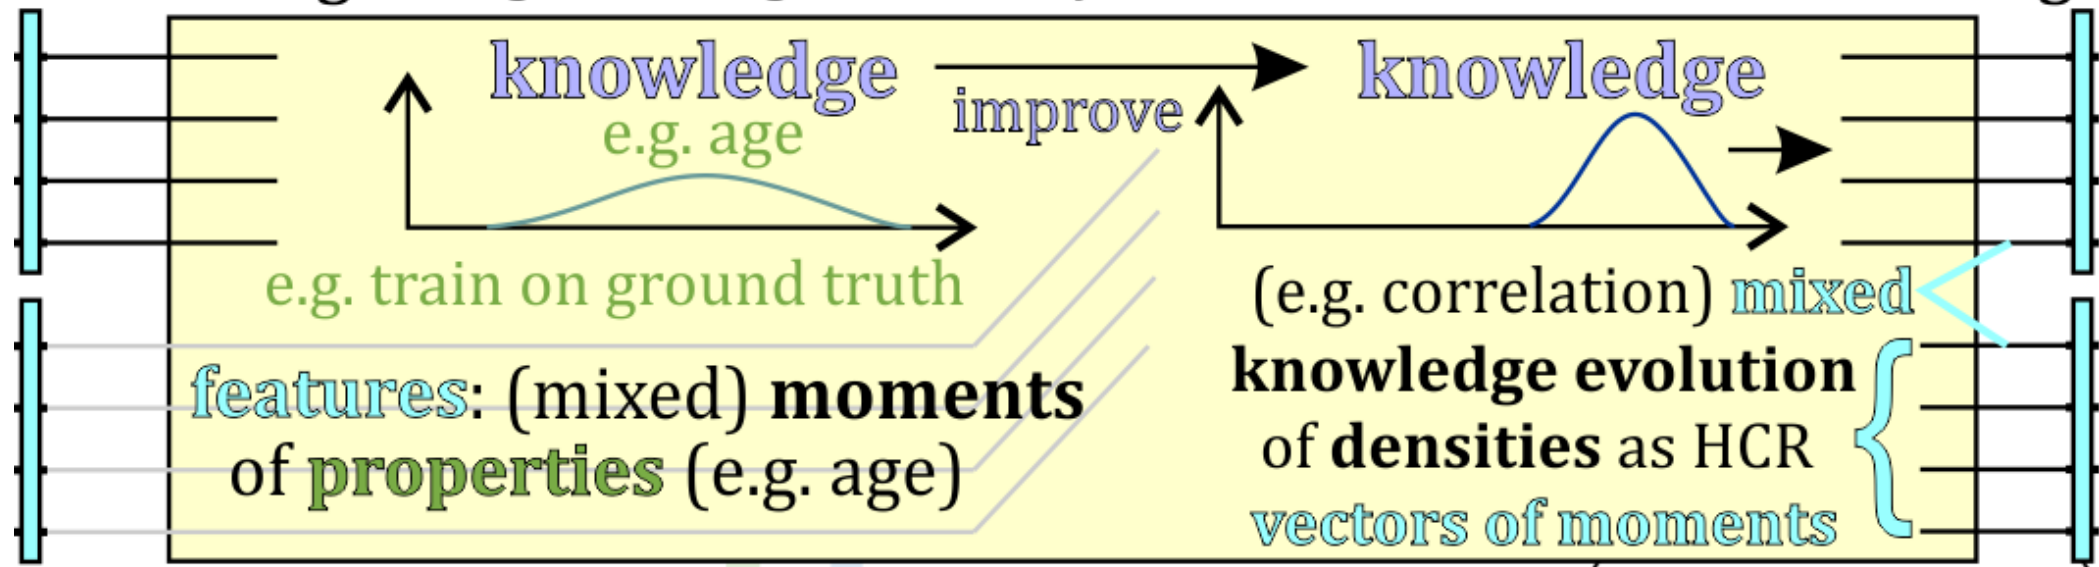 knowledge
improve
knowledge
e.g. age
e.g. train on ground truth
(e.g. correlation) mixed
features: (mixed) moments
of properties (e.g. age)
knowledge evolution
of densities as HCR
vectors of moments